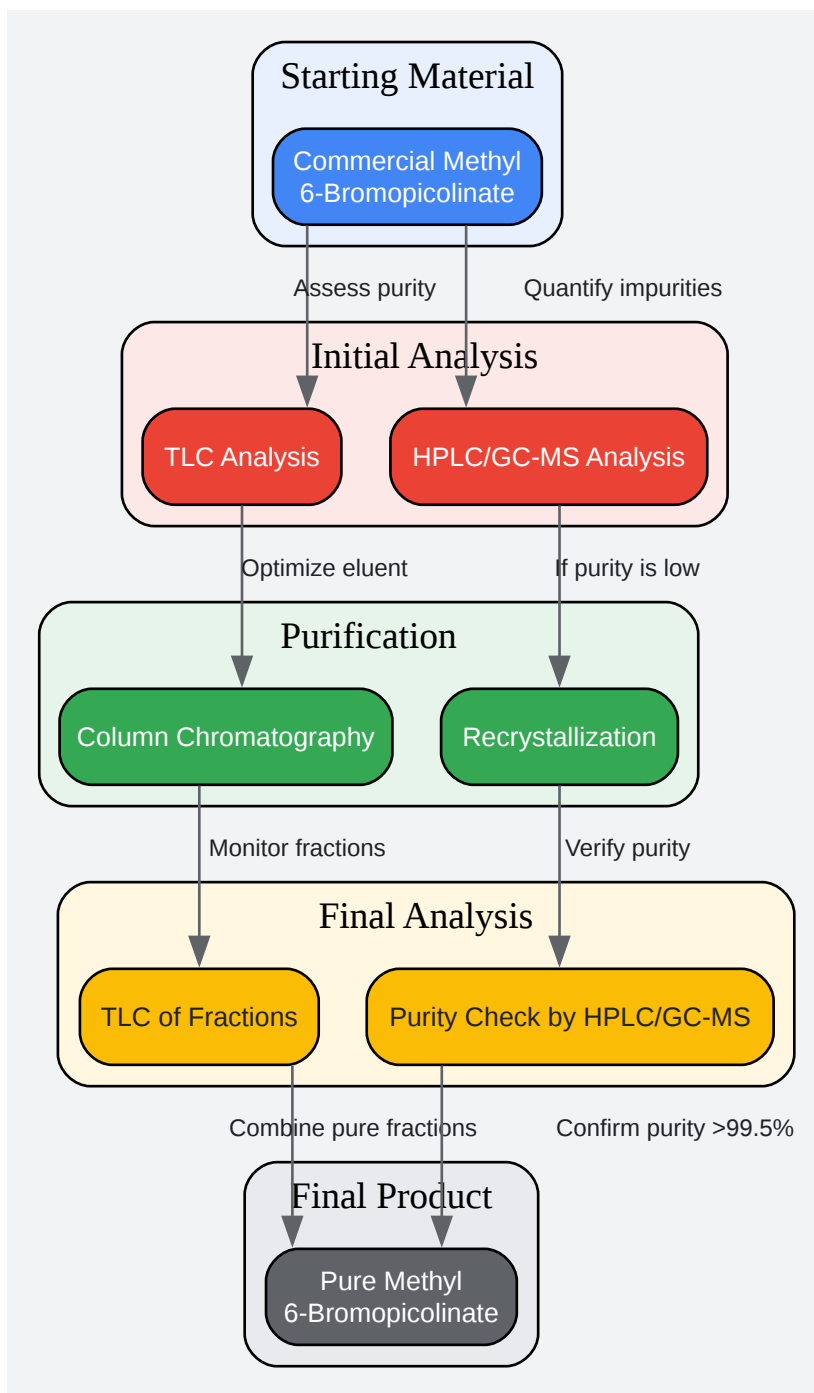 Starting Material
Commercial Methyl
6-Bromopicolinate
Assess purity
Quantify impurities
Initial Analysis
TLC Analysis
HPLC/GC-MS Analysis
Optimize eluent
If purity is low
Purification
Column Chromatography
Recrystallization
Monitor fractions
Verify purity
Final Analysis
TLC of Fractions
Purity Check by HPLC/GC-MS
Combine pure fractions
Confirm purity >99.5%
Final Product
Pure Methyl
6-Bromopicolinate